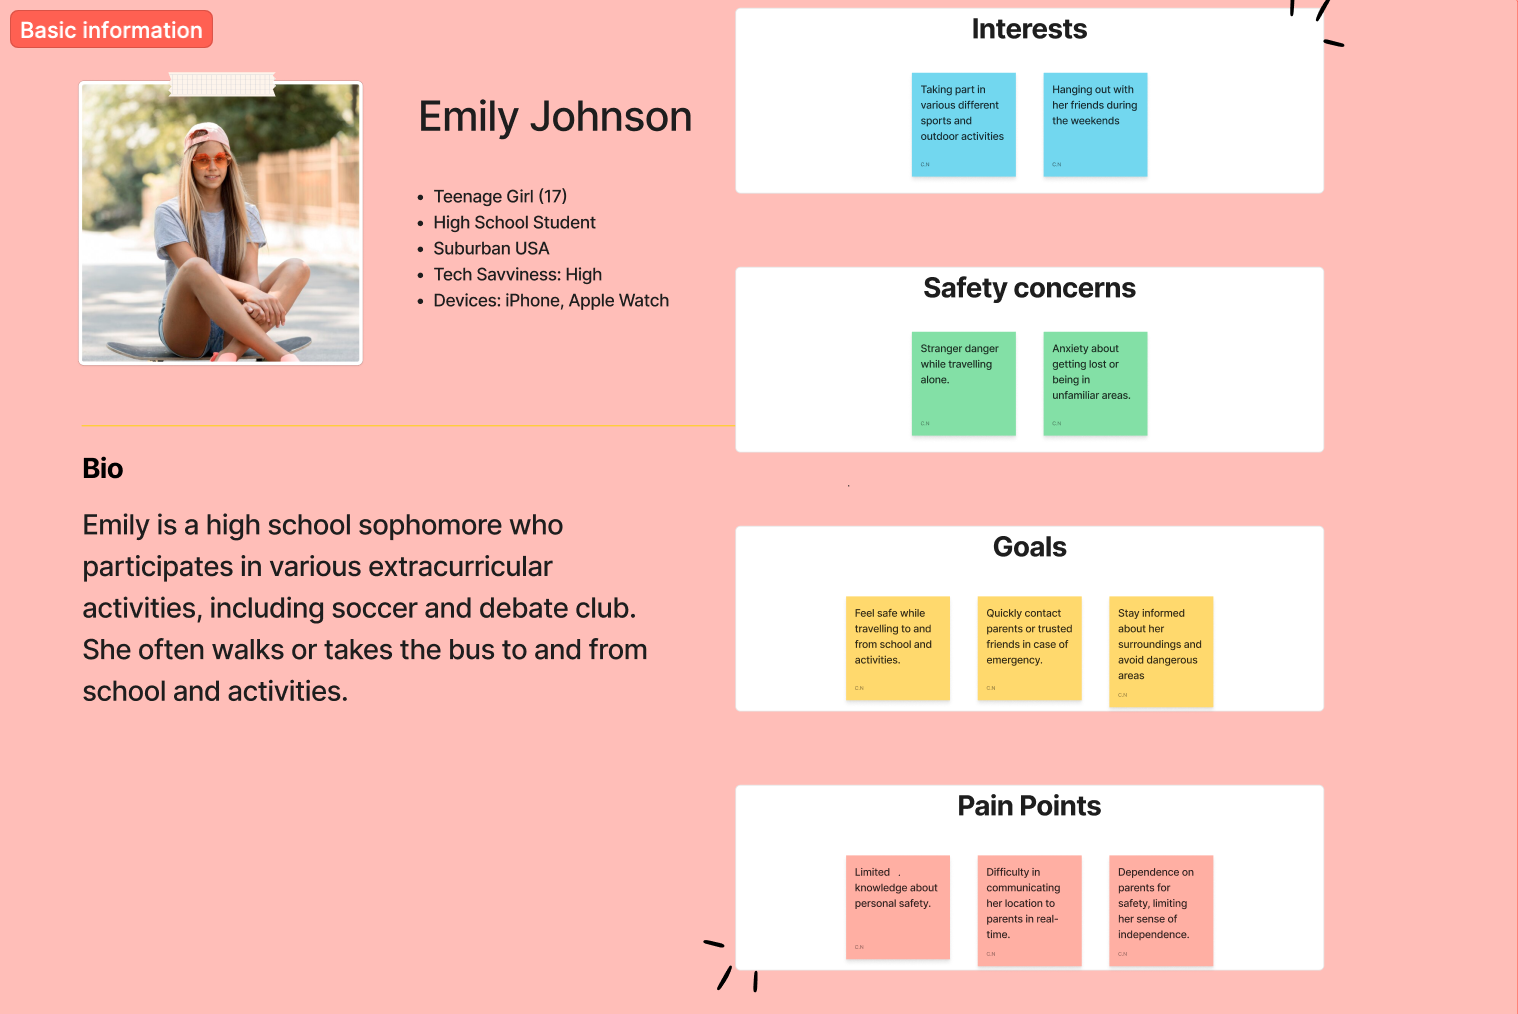 Basic information
Emily Johnson
Teenage Girl (17)
High School Student
Suburban USA
Tech Savviness: High
Devices: iPhone, Apple Watch
Bio
Emily is a high school sophomore who
participates in various extracurricular
activities, including soccer and debate club.
She often walks or takes the bus to and from
school and activities.
Interests
Taking part in
various different
sports and
outdoor activities
C.N
Hanging out with
her friends during
the weekends
C.N
Safety concerns
Stranger danger
while travelling
alone.
C.N
Anxiety about
getting lost or
being in
unfamiliar areas.
C.N
Goals
Feel safe while
travelling to and
from school and
activities.
C.N
Quickly contact
parents or trusted
friends in case of
emergency.
C.N
Stay informed
about her
surroundings and
avoid dangerous
areas
C.N
Pain Points
Limited .
knowledge about
personal safety.
C.N
Difficulty in
communicating
her location to
parents in real-
time.
C.N
Dependence on
parents for
safety, limiting
her sense of
independence.
C.N